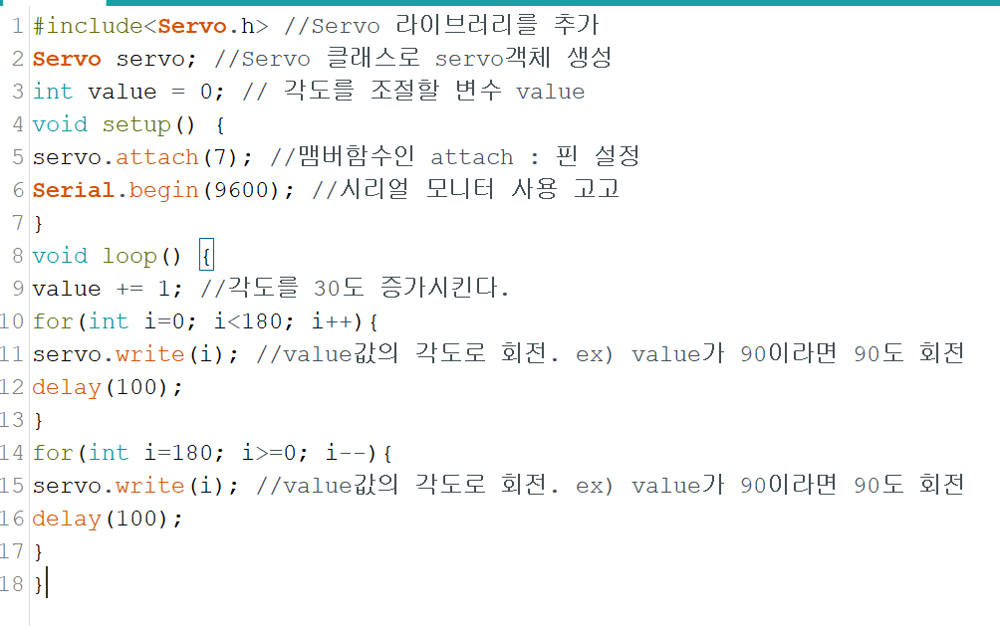 1 #include<Servo.h> //Servo 라이브러리를 추가
2 Servo servo; //Servo 클래스로 servo객체 생성
3 int value = 0; // 각도를 조절할 변수 value
4 void setup() {
5 servo.attach(7); //맴버함수인 attach : 핀 설정
6 Serial.begin(9600); //시리얼 모니터 사용 고고
7 }
8 void loop() {
9 value += 1; //각도를 30도 증가시킨다.
10 for(int i=0; i<180; i++){
11 servo.write(i); //value값의 각도로 회전. ex) value가 90이라면 90도 회전
12 delay(100);
13 }
14 for(int i=180; i>=0; i--){
15 servo.write(i); //value값의 각도로 회전. ex) value가 90이라면 90도 회전
16 delay(100);
17 }
18 }